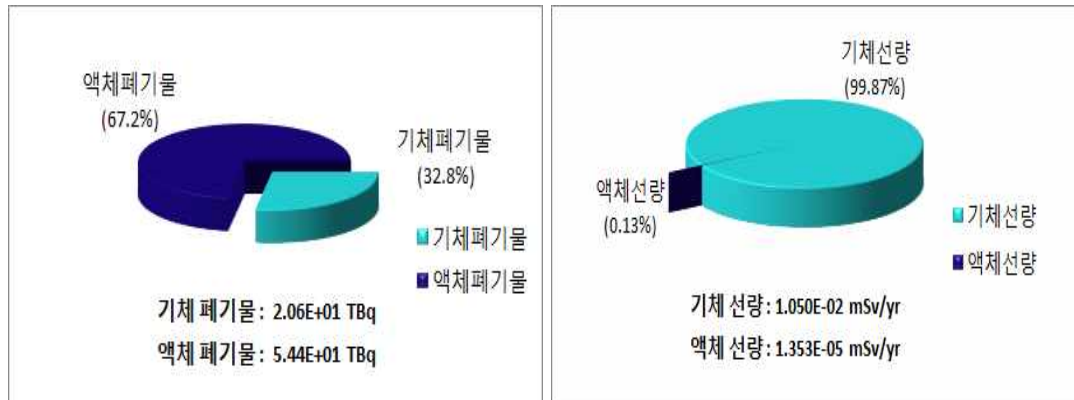 액체폐기물
(67.2%)
기체폐기물
(32.8%)
기체폐기물
액체폐기물
기체 폐기물 : 2.06E+01 TBq
액체 폐기물 : 5.44E+01 TBq
기체선량
(99.87%)
액체선량
(0.13%)
기체선량
액체선량
기체 선량 : 1.050E-02 mSv/yr
액체 선량 : 1.353E-05 mSv/yr